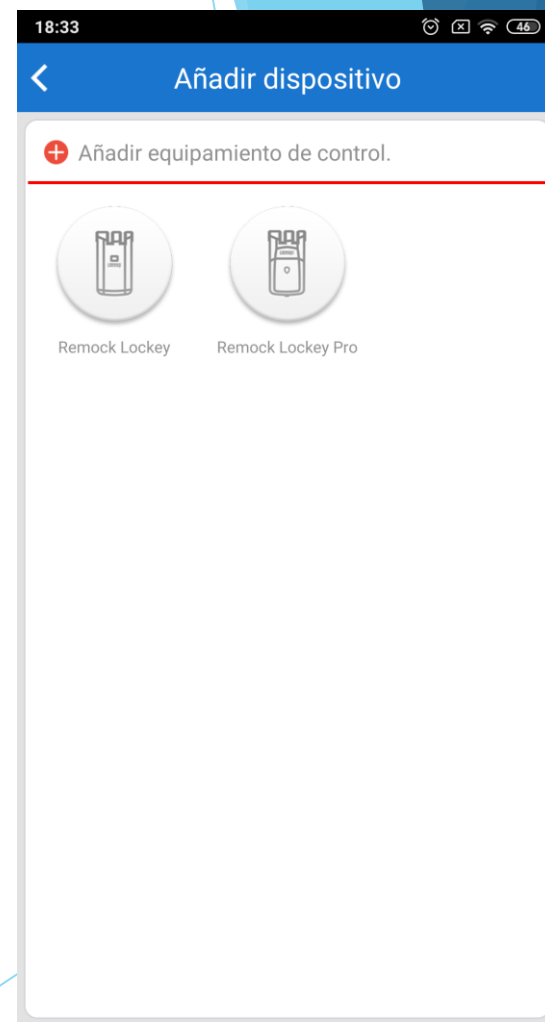 18:33
46
Añadir dispositivo
Añadir equipamiento de control.
Remock Lockey
Remock Lockey Pro